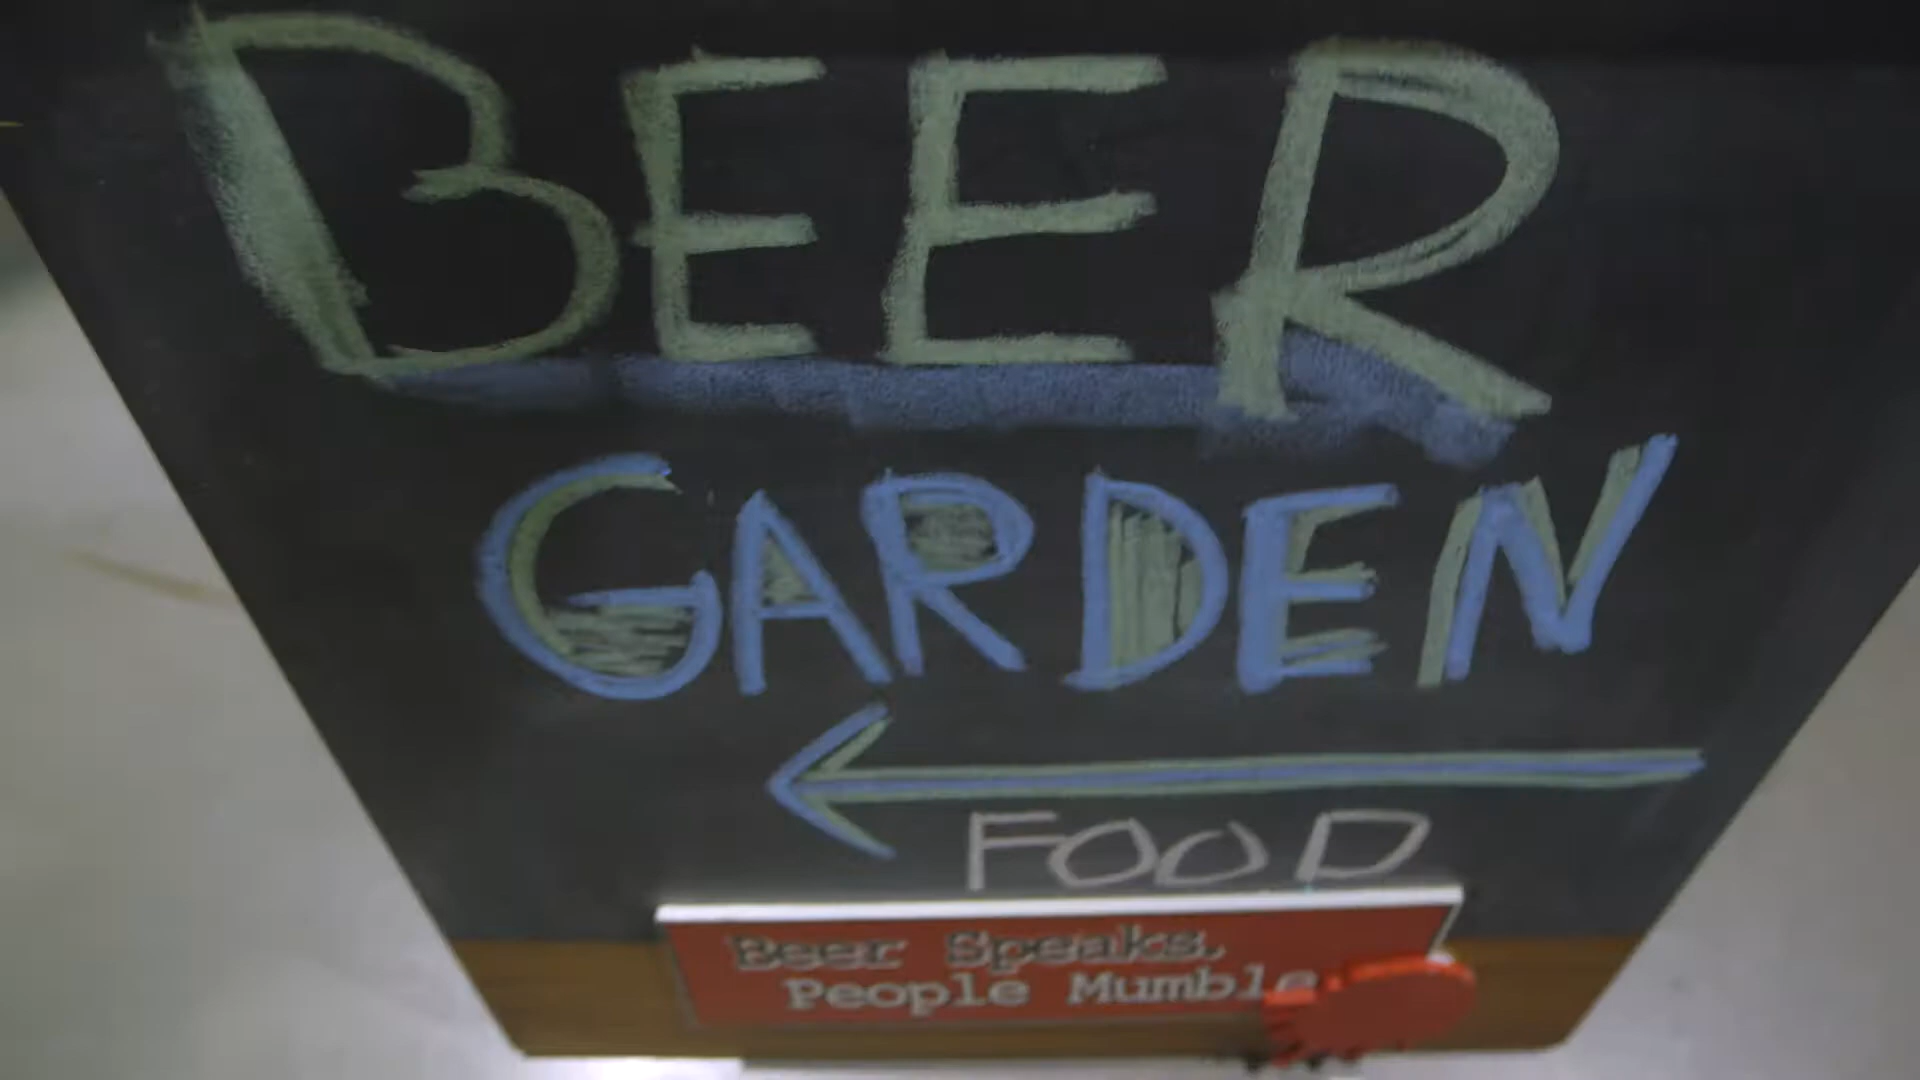 BEER
GARDEN
FOOD
Beer Speaks.
People Mumble